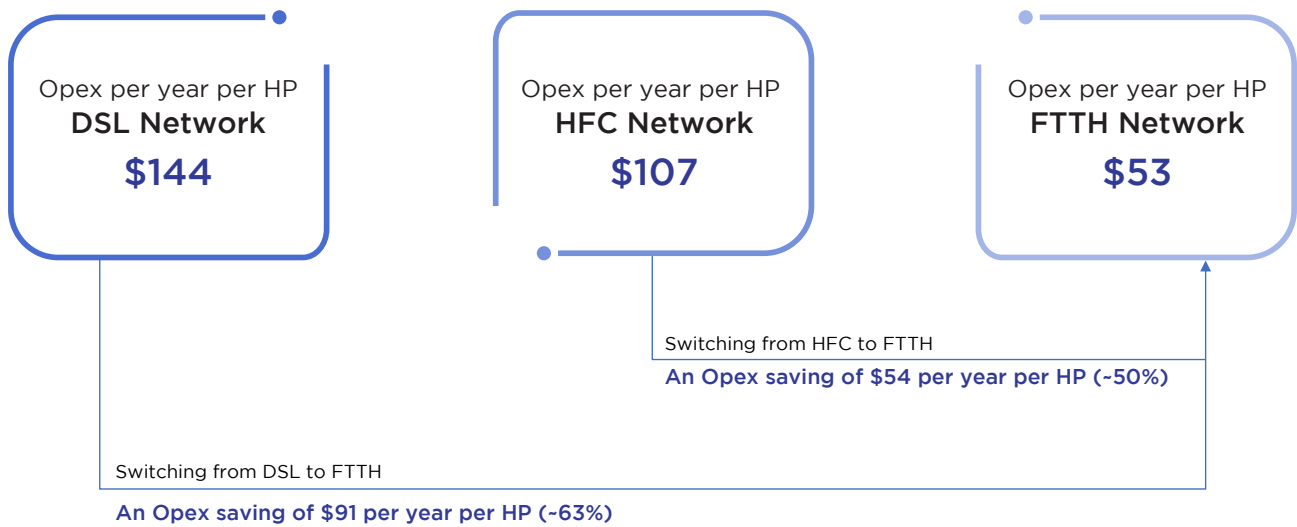 Opex per year per HP
DSL Network
$144
Opex per year per HP
HFC Network
$107
Opex per year per HP
FTTH Network
$53
Switching from HFC to FTTH
An Opex saving of $54 per year per HP (~50%)
Switching from DSL to FTTH
An Opex saving of $91 per year per HP (~63%)